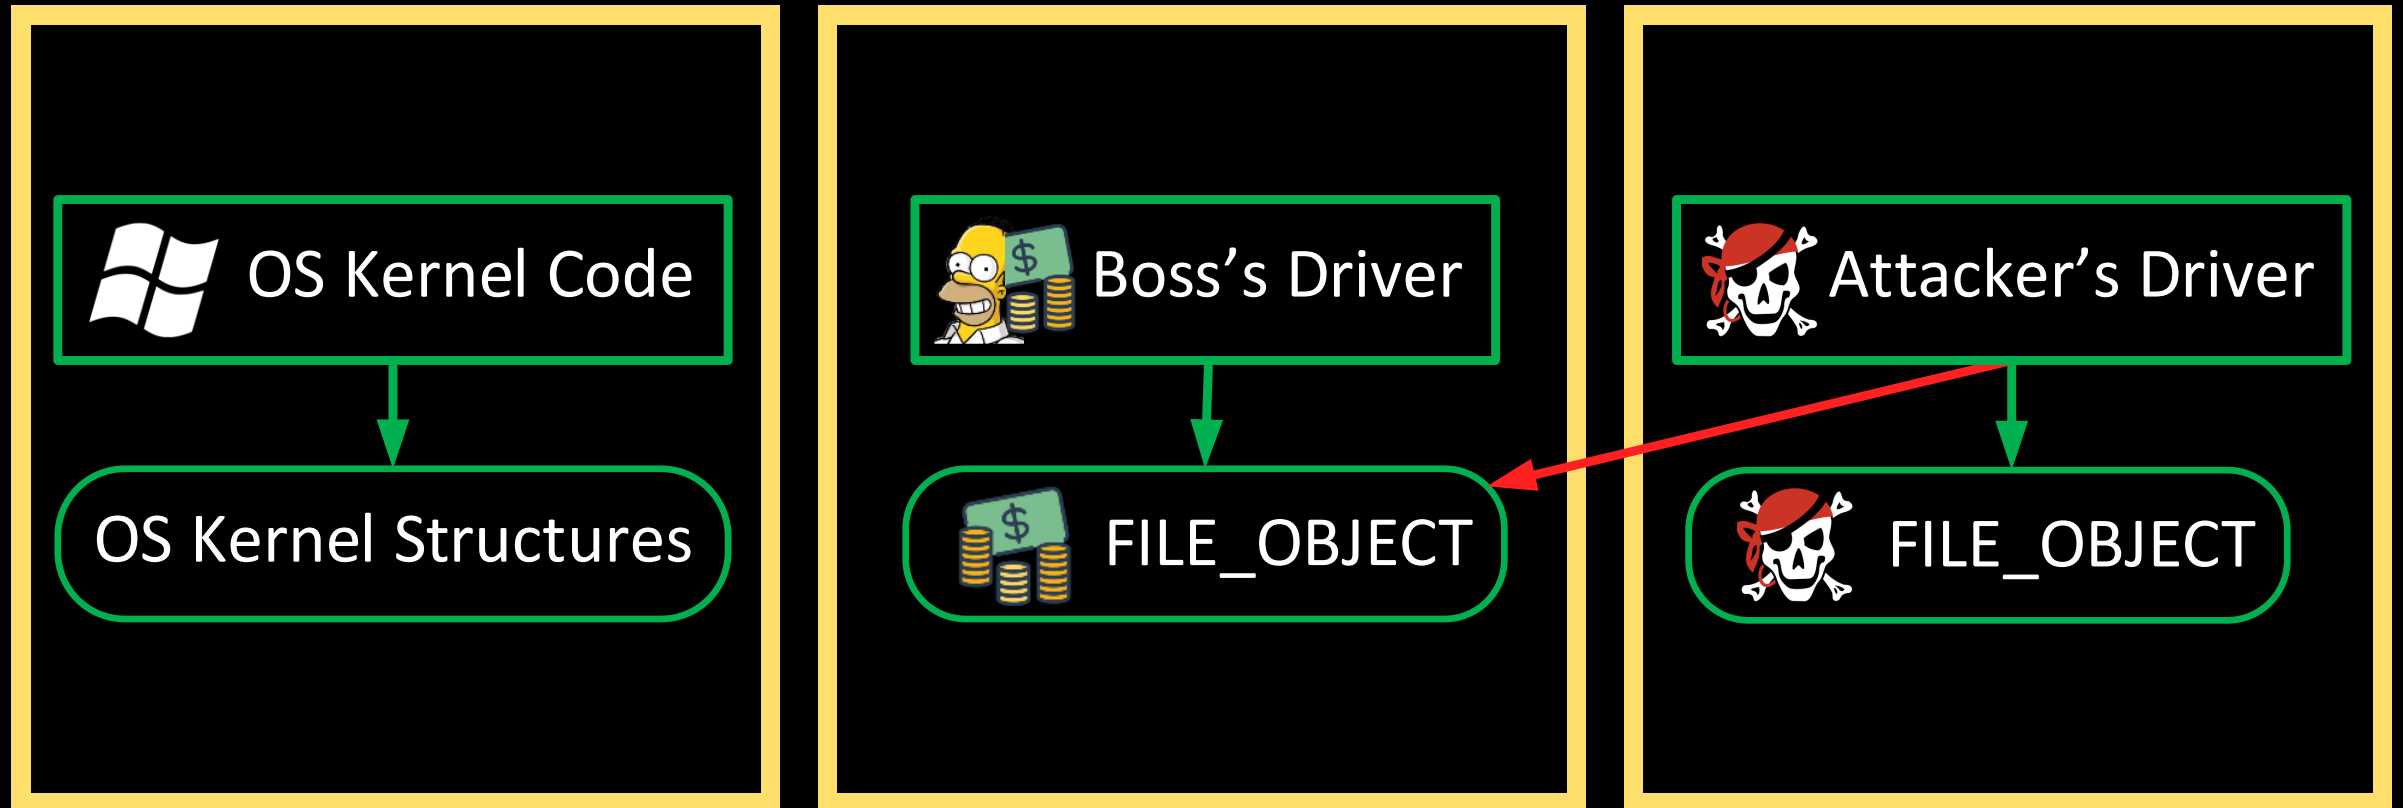 OS Kernel Code
Boss’s Driver
Attacker’s Driver
OS Kernel Structures
$ FILE_OBJECT
FILE_OBJECT